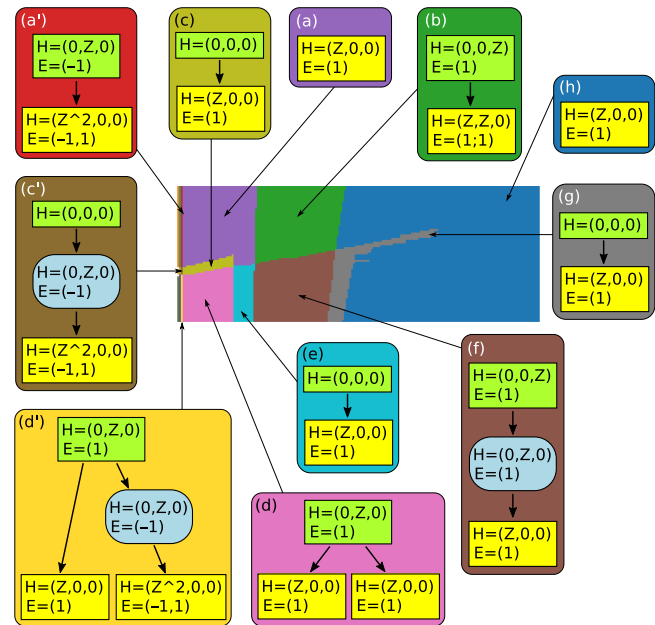 (a')
H=(0,Z,0)
E=(−1)
H=(Z^2,0,0)
E=(−1,1)
(c)
H=(0,0,0)
H=(Z,0,0)
E=(1)
(a)
H=(Z,0,0)
E=(1)
(b)
H=(0,0,Z)
E=(1)
H=(Z,Z,0)
E=(1;1)
(h)
H=(Z,0,0)
E=(1)
(c')
H=(0,0,0)
H=(0,Z,0)
E=(−1)
H=(Z^2,0,0)
E=(−1,1)
(g)
H=(0,0,0)
H=(Z,0,0)
E=(1)
(e)
H=(0,0,0)
H=(Z,0,0)
E=(1)
(f)
H=(0,0,Z)
E=(1)
H=(0,Z,0)
E=(1)
H=(Z,0,0)
E=(1)
(d')
H=(0,Z,0)
E=(1)
H=(0,Z,0)
E=(−1)
H=(Z,0,0)
E=(1)
H=(Z^2,0,0)
E=(−1,1)
(d)
H=(0,Z,0)
E=(1)
H=(Z,0,0)
E=(1)
H=(Z,0,0)
E=(1)